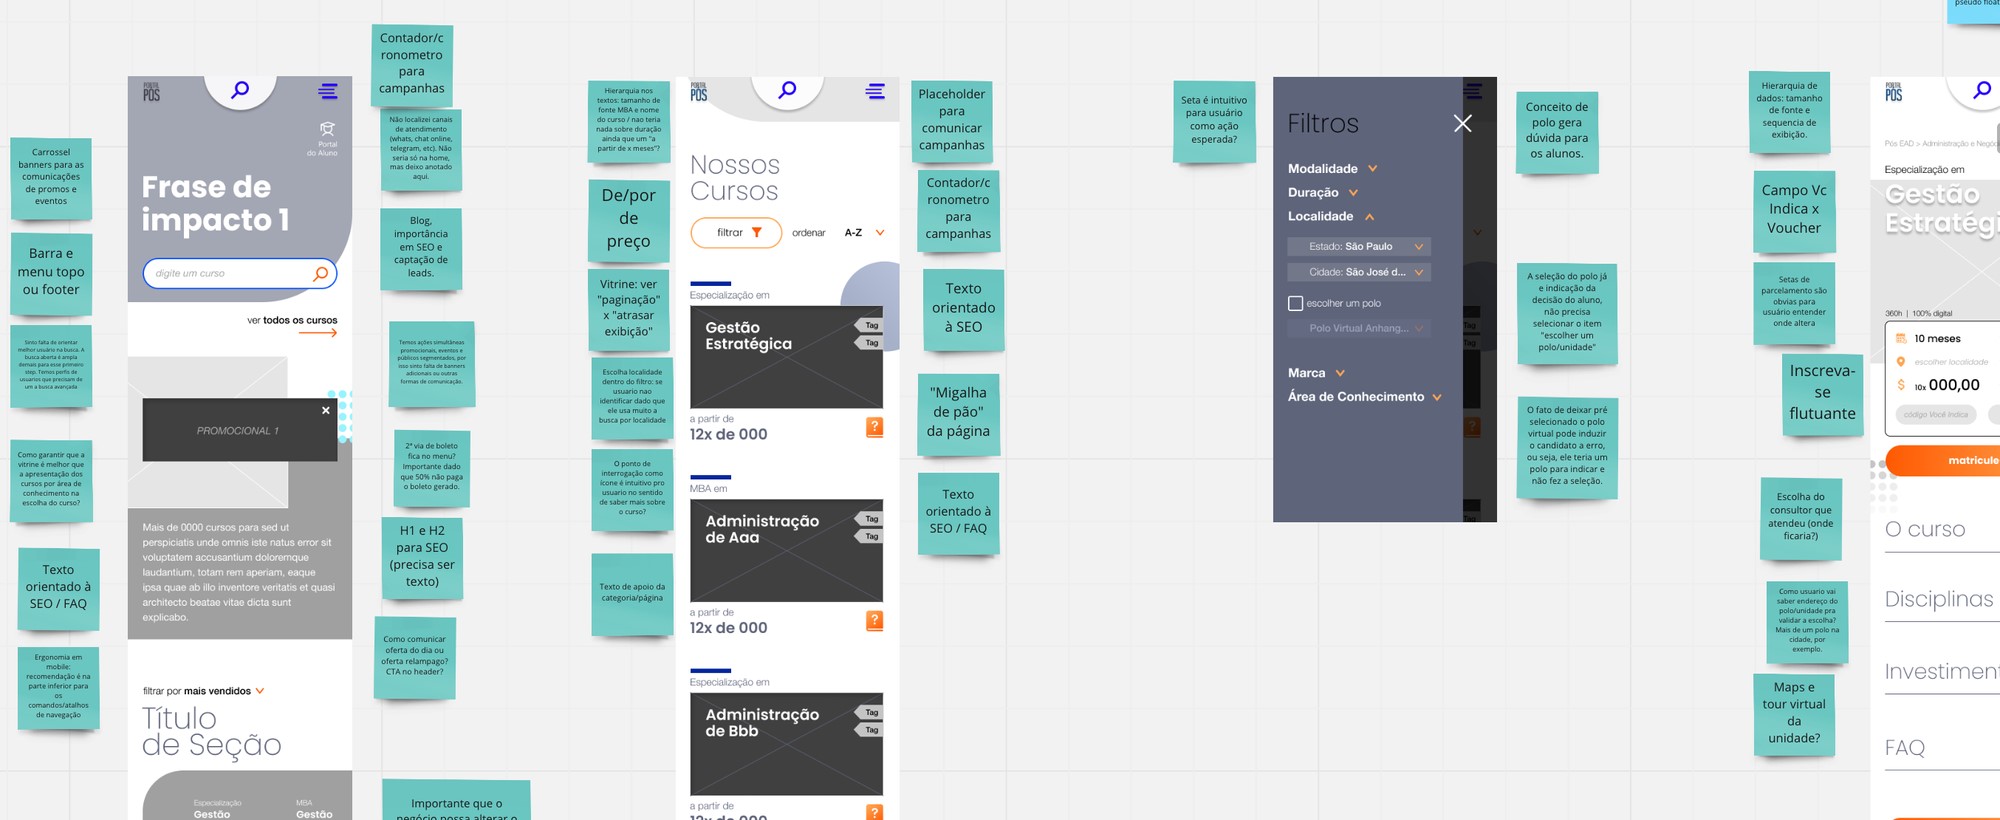 Carrossel
banners para as
comunicações
de promos e
eventos
Barra e
menu topo
ou footer
Sinto falta de orientar
melhor usuário na busca. A
busca aberta é ampla
demais para esse primeiro
step. Temos perfis de
usuarios que precisam de
um a busca avançada
Como garantir que a
vitrine é melhor que
a apresentação dos
cursos por área de
conhecimento na
escolha do curso?
Texto
orientado à
SEO / FAQ
Ergonomia em
mobile:
recomendação é na
parte inferior para
os
comandos/atalhos
de navegação
PORTAL
PÓS
Portal
do Aluno
Frase de
impacto 1
digite um curso
ver todos os cursos
PROMOCIONAL 1
Mais de 0000 cursos para sed ut
perspiciatis unde omnis iste natus error sit
voluptatem accusantium doloremque
laudantium, totam rem aperiam, eaque
ipsa quae ab illo inventore veritatis et quasi
architecto beatae vitae dicta sunt
explicabo.
filtrar por mais vendidos
Título
de Seção
Especialização
Gestão
MBA
Gestão
Contador/c
ronometro
para
campanhas
Não localizei canais
de atendimento
(whats, chat online,
telegram, etc). Não
seria só na home,
mas deixo anotado
aqui.
Blog,
importância
em SEO e
captação de
leads.
Temos ações simultâneas
promocionais, eventos e
públicos segmentados, por
isso sinto falta de banners
adicionais ou outras
formas de comunicação.
2ª via de boleto
fica no menu?
Importante dado
que 50% não paga
o boleto gerado.
H1 e H2
para SEO
(precisa ser
texto)
Como comunicar
oferta do dia ou
oferta relampago?
CTA no header?
Importante que o
negócio possa alterar o
Hierarquia nos
textos: tamanho de
fonte MBA e nome
do curso / nao teria
nada sobre duração
ainda que um "a
partir de x meses"?
De/por
de
preço
Vitrine: ver
"paginação"
x "atrasar
exibição"
Escolha localidade
dentro do filtro: se
usuario nao
identificar dado que
ele usa muito a
busca por localidade
O ponto de
interrogação como
ícone é intuitivo pro
usuario no sentido
de saber mais sobre
o curso?
Texto de apoio da
categoria/página
PORTAL
PÓS
Nossos
Cursos
filtrar
ordenar
A-Z
Especialização em
Gestão
Estratégica
Tag
Tag
a partir de
12x de 000
?
MBA em
Administração
de Aaa
Tag
Tag
a partir de
12x de 000
?
Especialização em
Administração
de Bbb
Tag
Tag
a partir de
12x de 000
?
Placeholder
para
comunicar
campanhas
Contador/c
ronometro
para
campanhas
Texto
orientado
à SEO
"Migalha
de pão"
da página
Texto
orientado à
SEO / FAQ
Seta é intuitivo
para usuário
como ação
esperada?
Filtros
Modalidade
Duração
Localidade
Estado: São Paulo
Cidade: São José d...
escolher um polo
Polo Virtual Anhang...
Marca
Área de Conhecimento
Tag
Tag
?
Tag
Conceito de
polo gera
dúvida para
os alunos.
A seleção do polo já
e indicação da
decisão do aluno,
não precisa
selecionar o item
"escolher um
polo/unidade"
O fato de deixar pré
selecionado o polo
virtual pode induzir
o candidato a erro,
ou seja, ele teria um
polo para indicar e
não fez a seleção.
Hierarquia de
dados: tamanho
de fonte e
sequencia de
exibição.
Campo Vc
Indica x
Voucher
Setas de
parcelamento são
obvias para
usuário entender
onde altera
Inscreva-
se
flutuante
Escolha do
consultor que
atendeu (onde
ficaria?)
Como usuario vai
saber endereço do
polo/unidade pra
validar a escolha?
Mais de um polo na
cidade, por
exemplo.
Maps e
tour virtual
da
unidade?
pseudo float
PORTAL
PÓS
Pós EAD > Administração e Negóc
Especialização em
Gestão
Estratégi
360h | 100% digital
10 meses
escolher localidade
$ 10x 000,00
código Você Indica
matricule
O curso
Disciplinas
Investiment
FAQ